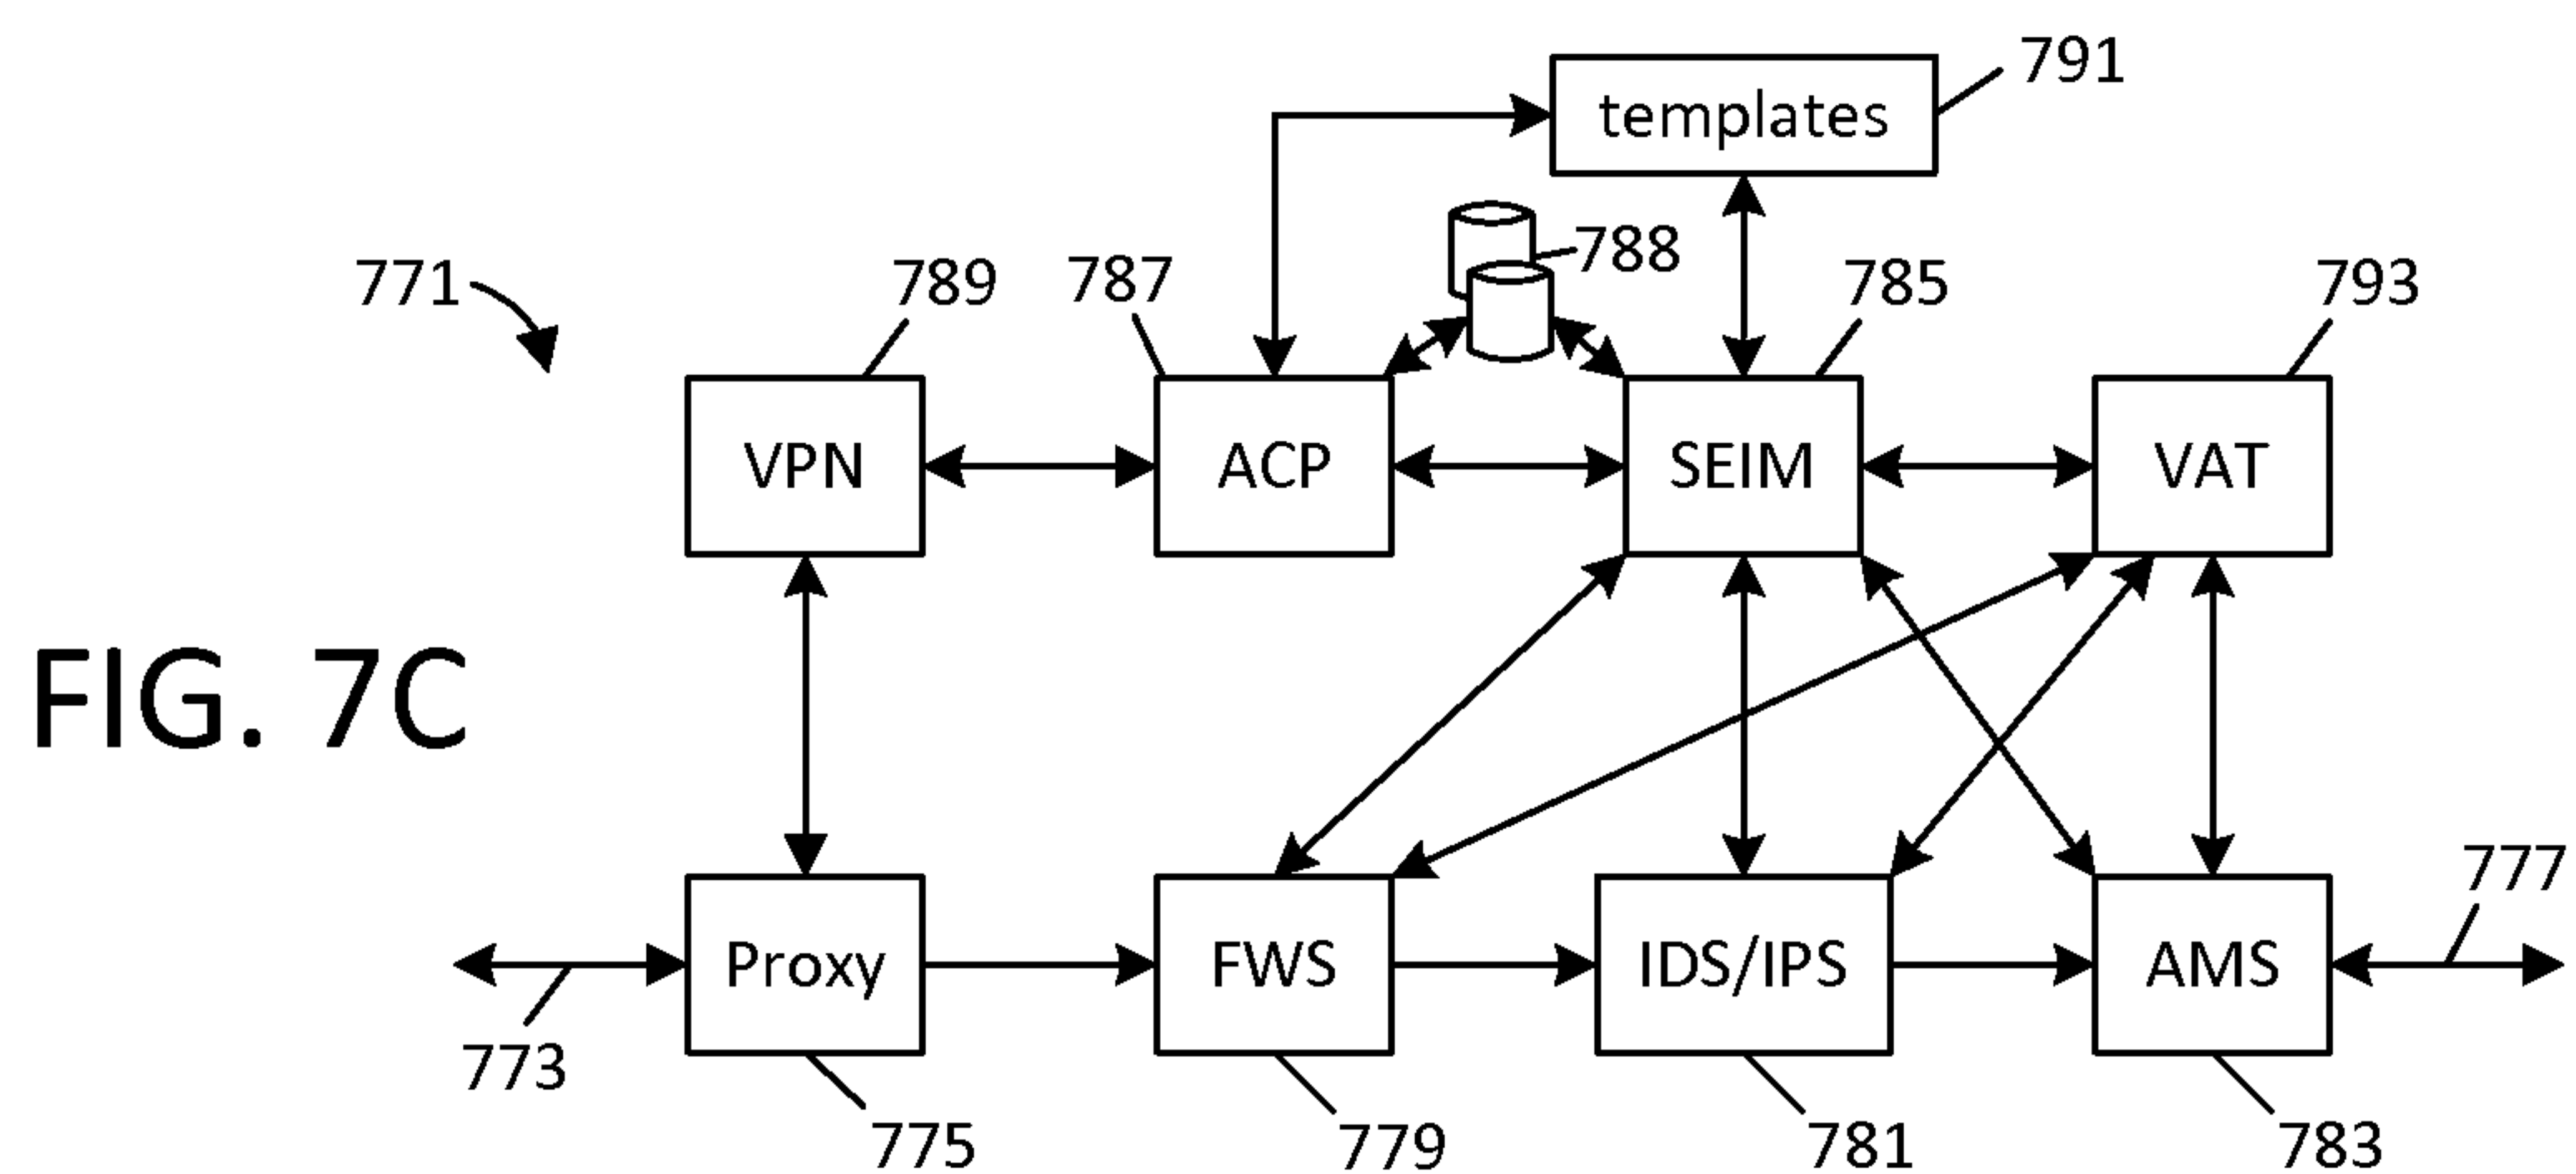 791
templates
788
771
789
787
785
793
VPN
ACP
SEIM
VAT
FIG. 7C
777
Proxy
FWS
IDS/IPS
AMS
773
775
779
781
783